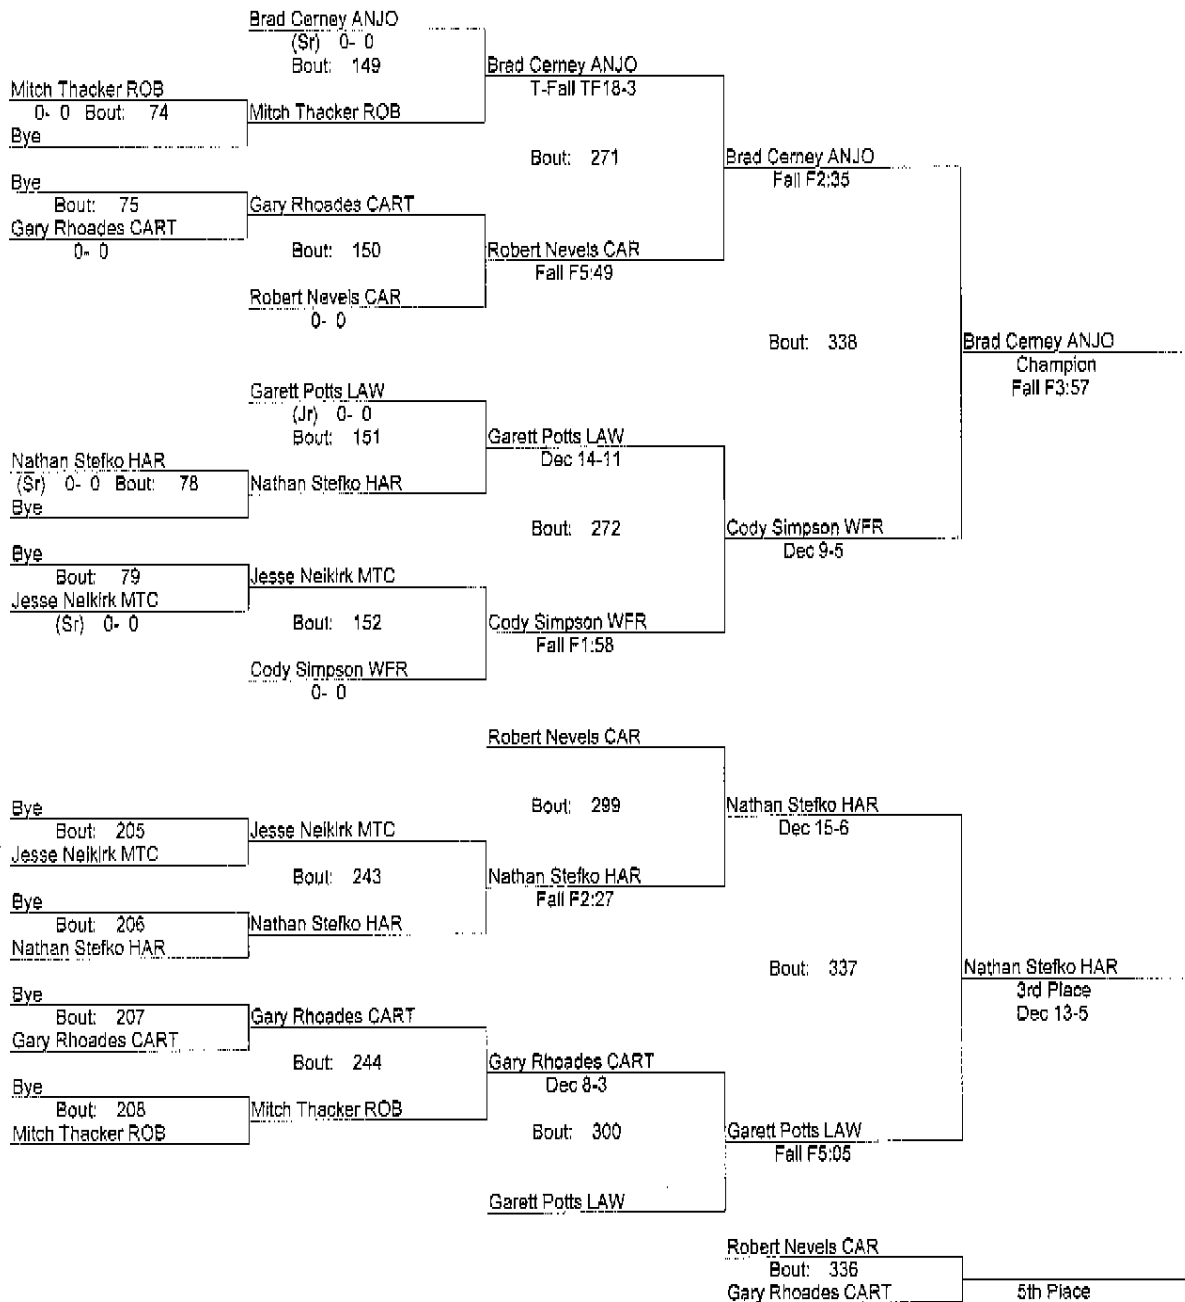 Brad Cerney ANJO
(Sr) 0- 0
Bout: 149
Brad Cerney ANJO
T-Fall TF18-3
Mitch Thacker ROB
0- 0 Bout: 74
Mitch Thacker ROB
Bye
Bout: 271
Brad Cerney ANJO
Fall F2:35
Bye
Bout: 75
Gary Rhoades CART
Gary Rhoades CART
0- 0
Bout: 150
Robert Nevels CAR
Fall F5:49
Robert Nevels CAR
0- 0
Bout: 338
Brad Cerney ANJO
Champion
Fall F3:57
Garett Potts LAW
(Jr) 0- 0
Bout: 151
Garett Potts LAW
Dec 14-11
Nathan Stefko HAR
(Sr) 0- 0 Bout: 78
Nathan Stefko HAR
Bye
Bout: 272
Cody Simpson WFR
Dec 9-5
Bye
Bout: 79
Jesse Neikirk MTC
Jesse Neikirk MTC
(Sr) 0- 0
Bout: 152
Cody Simpson WFR
Fall F1:58
Cody Simpson WFR
0- 0
Robert Nevels CAR
Bout: 299
Nathan Stefko HAR
Dec 15-6
Bye
Bout: 205
Jesse Neikirk MTC
Jesse Neikirk MTC
Bout: 243
Nathan Stefko HAR
Fall F2:27
Bye
Bout: 206
Nathan Stefko HAR
Nathan Stefko HAR
Bout: 337
Nathan Stefko HAR
3rd Place
Dec 13-5
Bye
Bout: 207
Gary Rhoades CART
Gary Rhoades CART
Bout: 244
Gary Rhoades CART
Dec 8-3
Bye
Bout: 208
Mitch Thacker ROB
Mitch Thacker ROB
Bout: 300
Garett Potts LAW
Fall F5:05
Garett Potts LAW
Robert Nevels CAR
Bout: 336
Gary Rhoades CART
5th Place